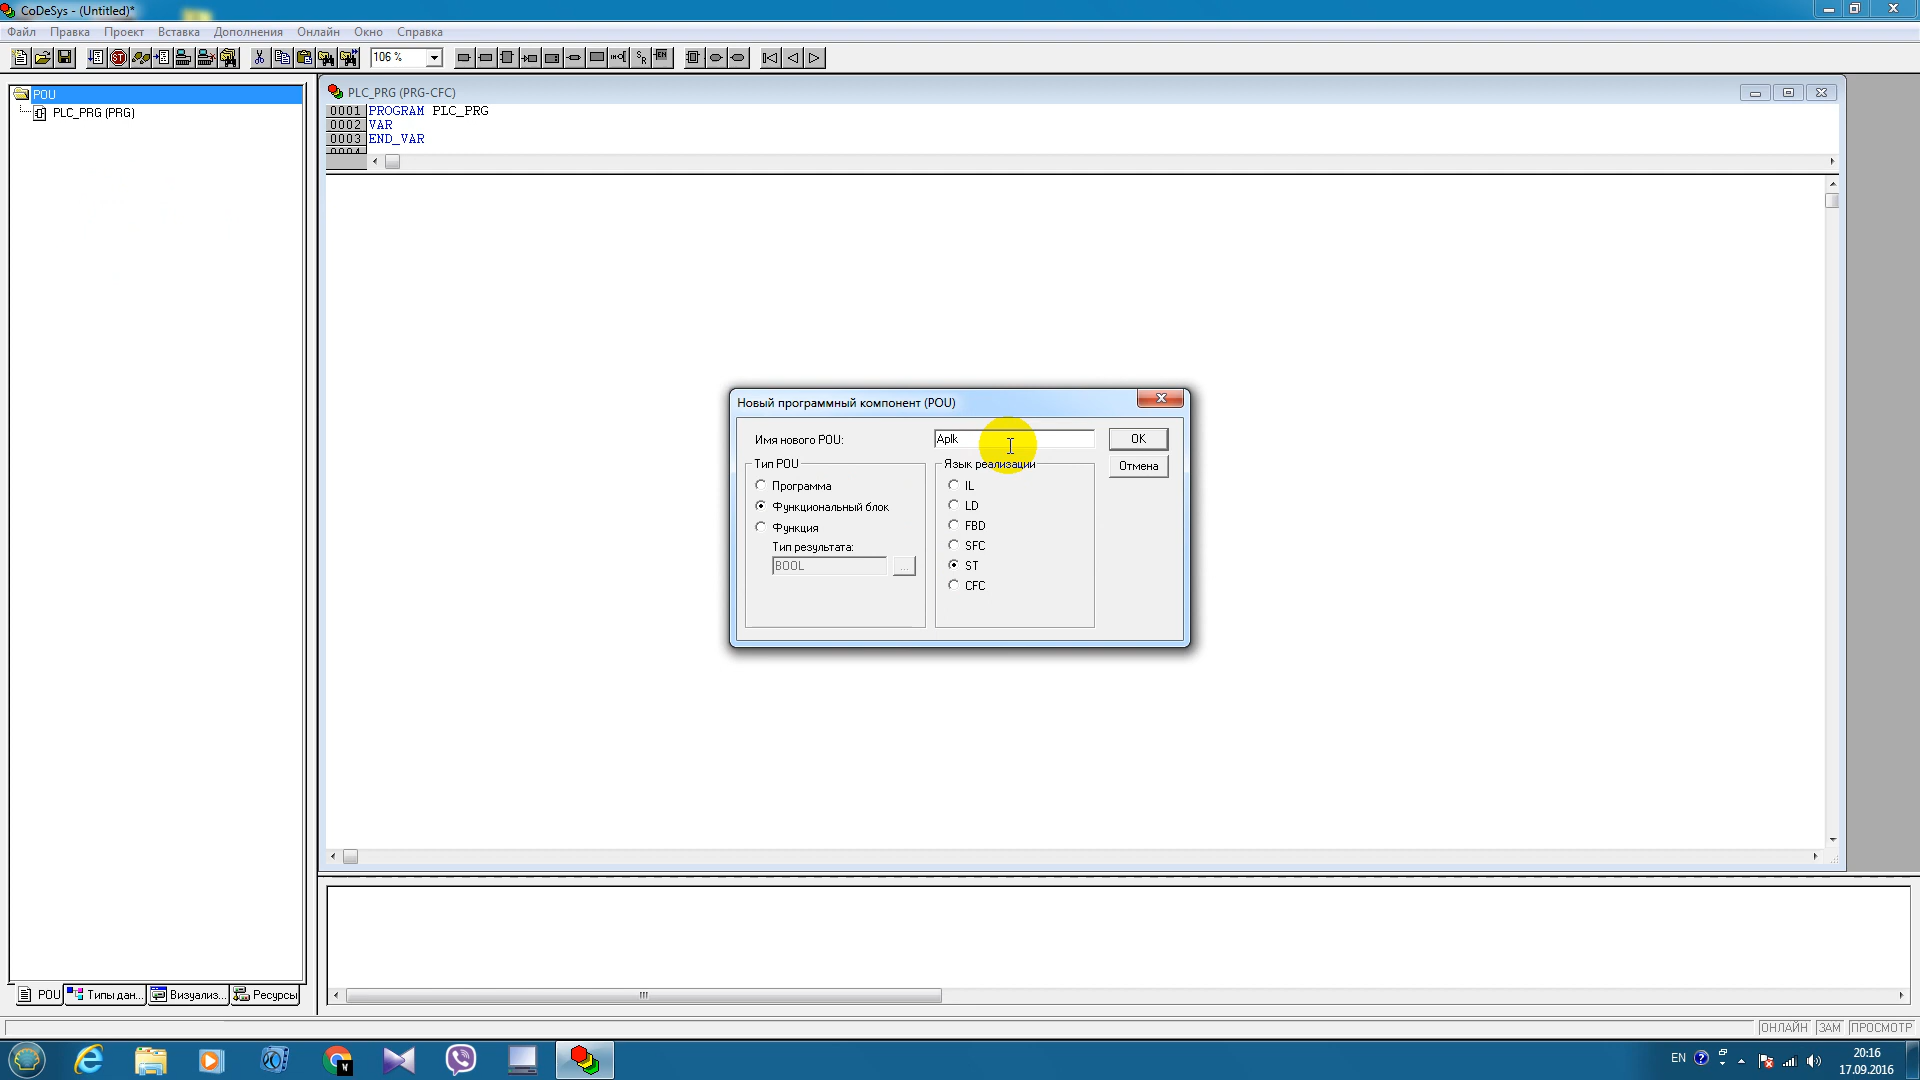 CoDeSys - (Untitled)*
Файл Правка Проект Вставка Дополнения Онлайн Окно Справка
106 %
POU
PLC_PRG (PRG)
PLC_PRG (PRG-CFC)
0001 PROGRAM PLC_PRG
0002 VAR
0003 END_VAR
0004
Новый программный компонент (POU)
Имя нового POU: Aplk OK
Тип POU Язык реализации Отмена
Программа IL
Функциональный блок LD
Функция FBD
Тип результата: SFC
BOOL ... ST
CFC
POU Типы дан... Визуализ... Ресурсы
ОНЛАЙН ЗАМ ПРОСМОТР
EN 20:16
17.09.2016